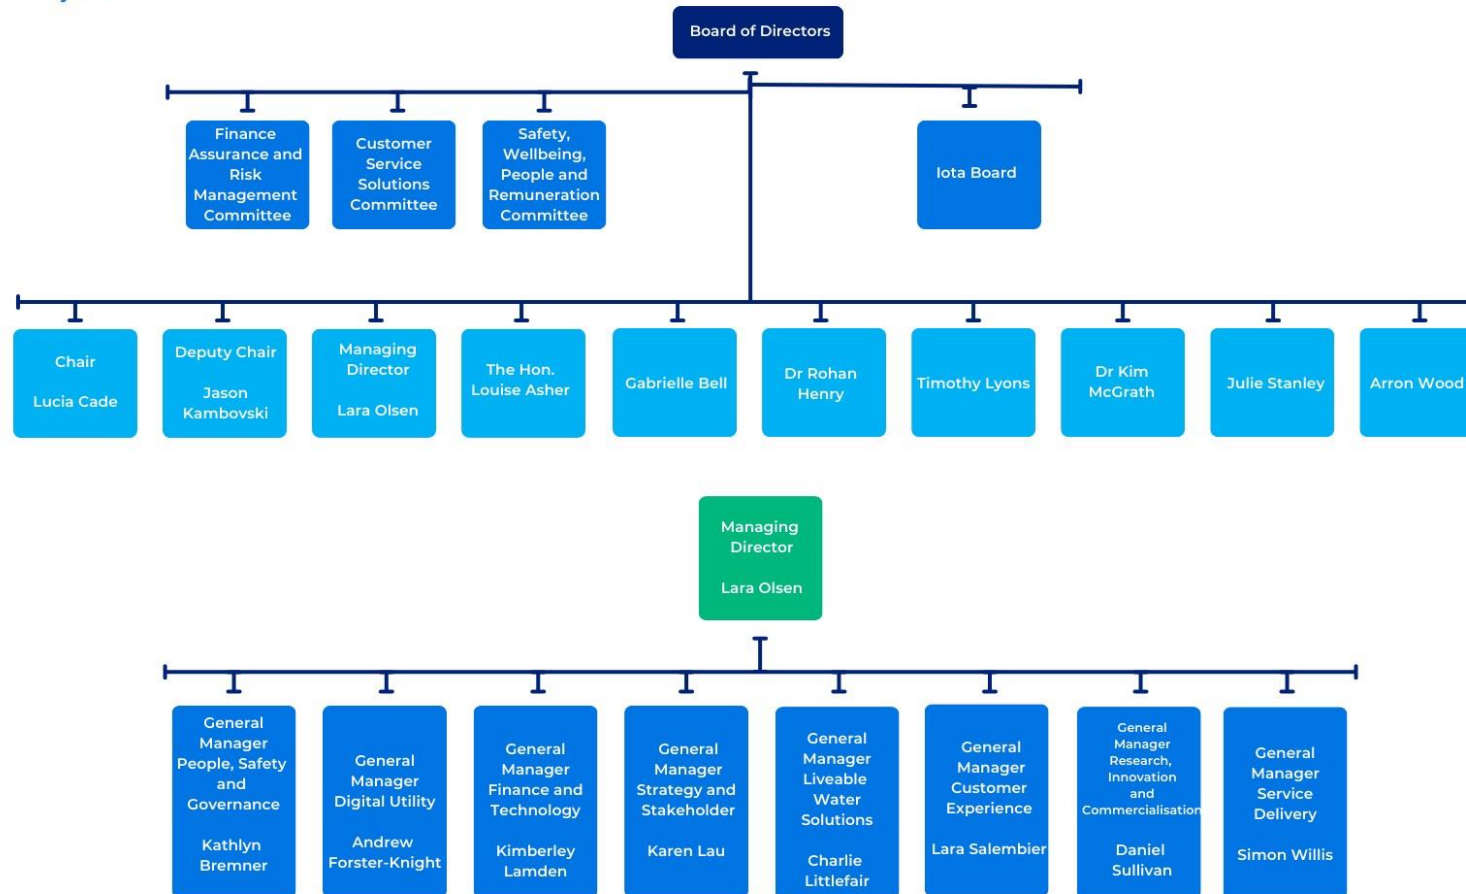 Board of Directors
Finance
Assurance and
Risk
Management
Committee
Customer
Service
Solutions
Committee
Safety,
Wellbeing,
People and
Remuneration
Committee
Iota Board
Chair
Lucia Cade
Deputy Chair
Jason
Kambovski
Managing
Director
Lara Olsen
The Hon.
Louise Asher
Gabrielle Bell
Dr Rohan
Henry
Timothy Lyons
Dr Kim
McGrath
Julie Stanley
Arron Wood
Managing
Director
Lara Olsen
General
Manager
People, Safety
and
Governance
Kathlyn
Bremner
General
Manager
Digital Utility
Andrew
Forster-Knight
General
Manager
Finance and
Technology
Kimberley
Lamden
General
Manager
Strategy and
Stakeholder
Karen Lau
General
Manager
Liveable
Water
Solutions
Charlie
Littlefair
General
Manager
Customer
Experience
Lara Salembier
General
Manager
Research,
Innovation
and
Commercialisation
Daniel
Sullivan
General
Manager
Service
Delivery
Simon Willis